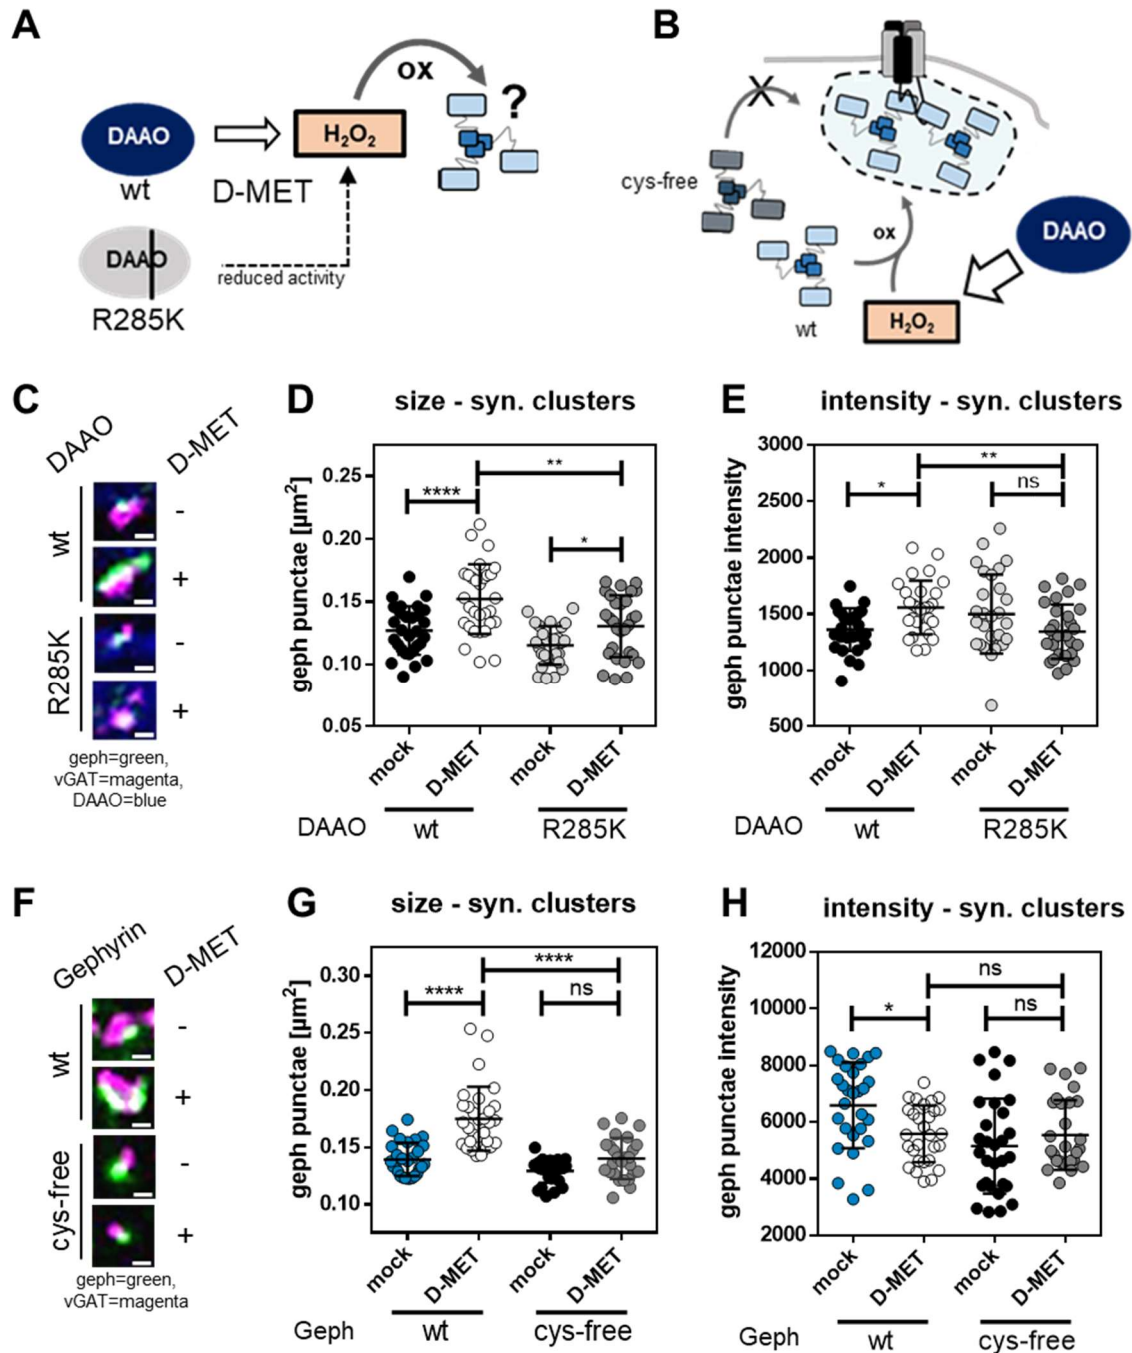 A
DAAO
wt
D-MET
H₂O₂
ox
?
DAAO
R285K
reduced activity
B
X
cys-free
wt
ox
H₂O₂
DAAO
C
DAAO
D-MET
wt
-
+
R285K
-
+
geph=green,
vGAT=magenta,
DAAO=blue
D
size - syn. clusters
geph punctae [µm²]
0.25
0.20
0.15
0.10
0.05
****
**
*
mock
D-MET
mock
D-MET
DAAO
wt
R285K
E
intensity - syn. clusters
geph punctae intensity
3000
2500
2000
1500
1000
500
*
**
ns
mock
D-MET
mock
D-MET
DAAO
wt
R285K
F
Gephyrin
D-MET
wt
-
+
cys-free
-
+
geph=green,
vGAT=magenta
G
size - syn. clusters
geph punctae [µm²]
0.30
0.25
0.20
0.15
0.10
****
****
ns
mock
D-MET
mock
D-MET
Geph
wt
cys-free
H
intensity - syn. clusters
geph punctae intensity
12000
10000
8000
6000
4000
2000
ns
*
ns
mock
D-MET
mock
D-MET
Geph
wt
cys-free